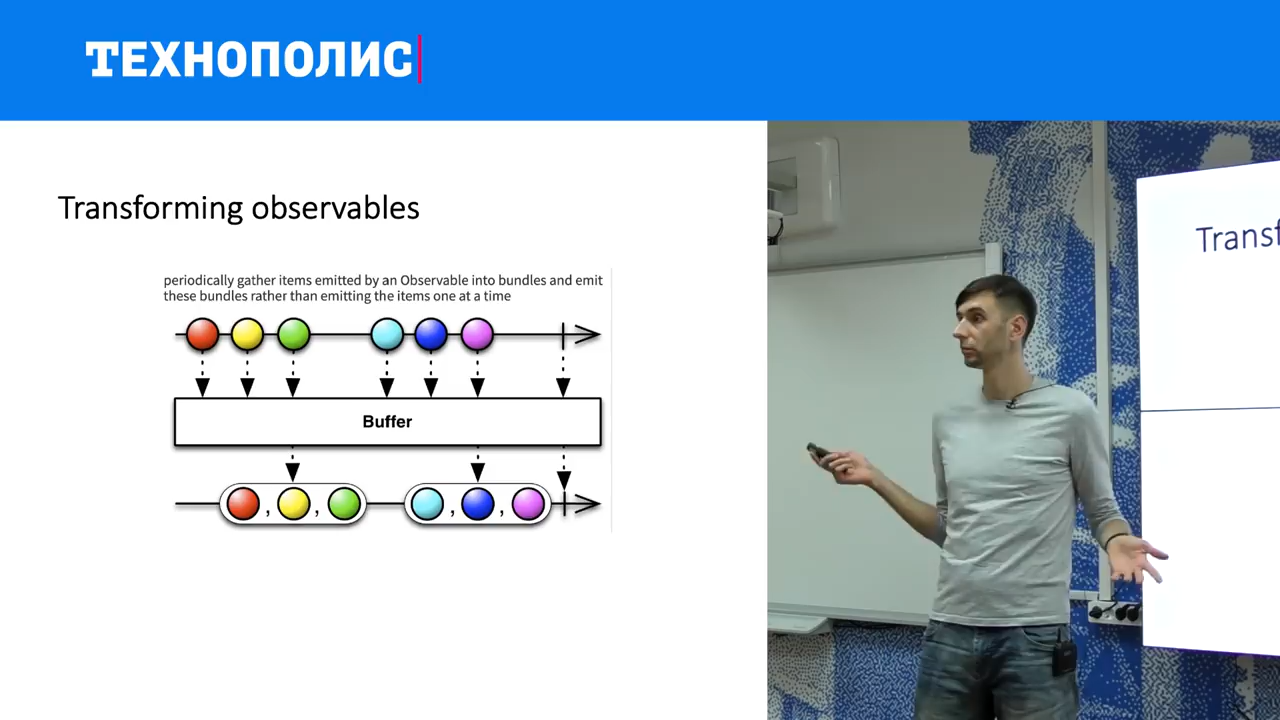 ТЕХНОПОЛИС
Transforming observables
periodically gather items emitted by an Observable into bundles and emit
these bundles rather than emitting the items one at a time
Buffer
, ,
, ,
Transf